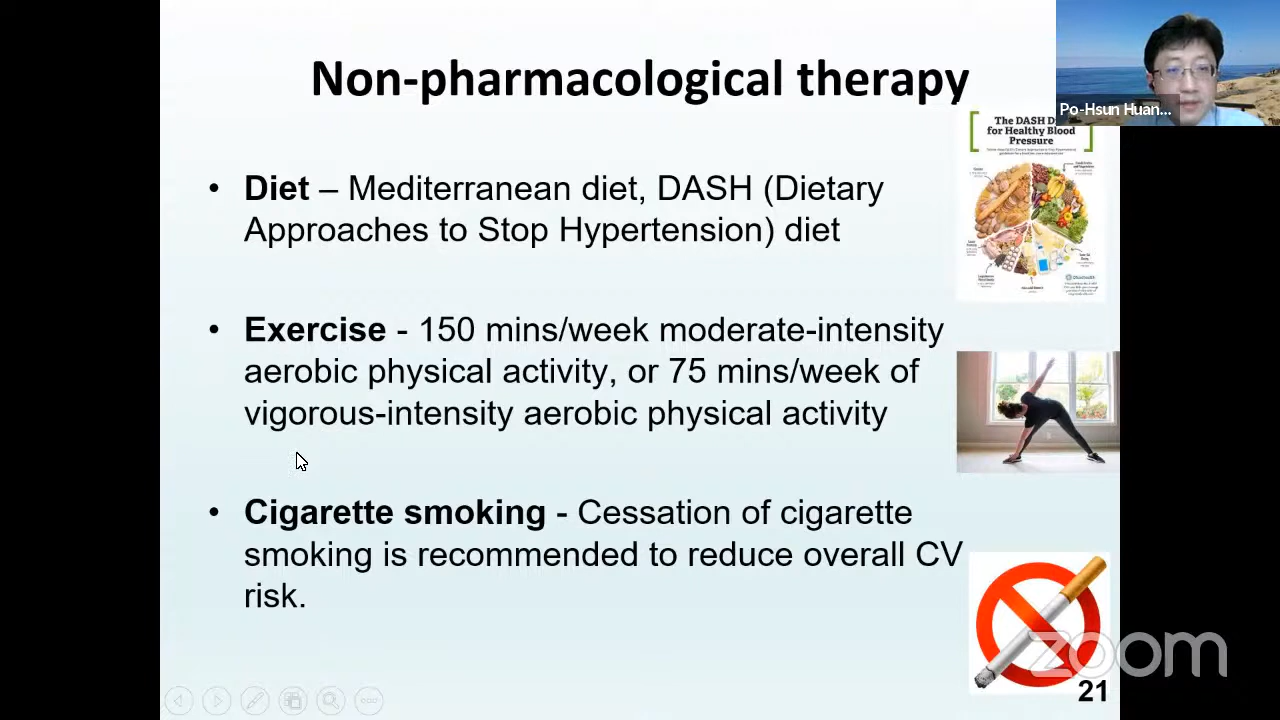 Non-pharmacological therapy
Po-Hsun Huan...
The DASH D
for Healthy Blood
Pressure
• Diet – Mediterranean diet, DASH (Dietary
Approaches to Stop Hypertension) diet
• Exercise - 150 mins/week moderate-intensity
aerobic physical activity, or 75 mins/week of
vigorous-intensity aerobic physical activity
• Cigarette smoking - Cessation of cigarette
smoking is recommended to reduce overall CV
risk.
zoom
21